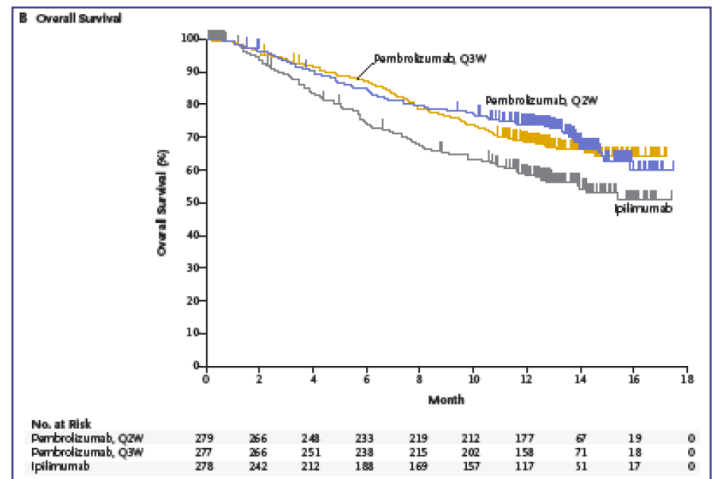 B Overall Survival
100
90
80
70
60
50
40
30
20
10
0
Overall Survival (%)
Pembrolizumab, Q3W
Pembrolizumab, Q2W
Ipilimumab
0 2 4 6 8 10 12 14 16 18
Month
No. at Risk
Pembrolizumab, Q2W 279 266 248 233 219 212 177 67 19 0
Pembrolizumab, Q3W 277 266 251 238 215 202 158 71 18 0
Ipilimumab 278 242 212 188 169 157 117 51 17 0